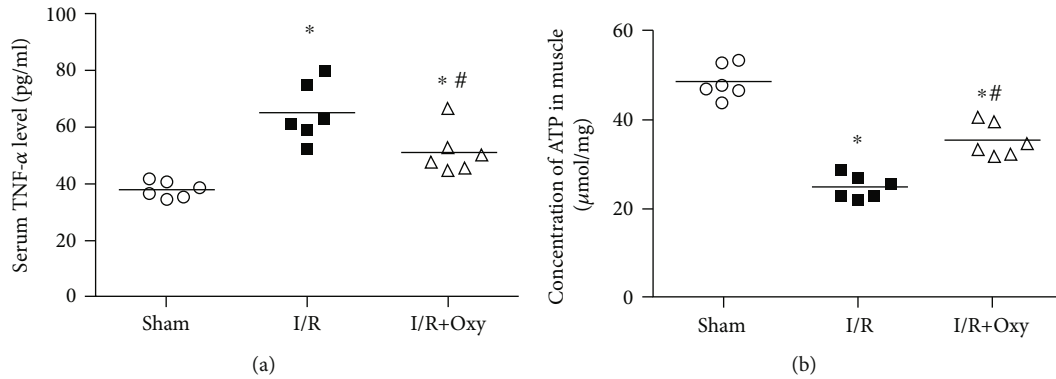 Serum TNF-α level (pg/ml)
100
80
60
40
20
0
*
* #
Sham
I/R
I/R+Oxy
(a)
Concentration of ATP in muscle
(μmol/mg)
60
40
20
0
*
*#
Sham
I/R
I/R+Oxy
(b)